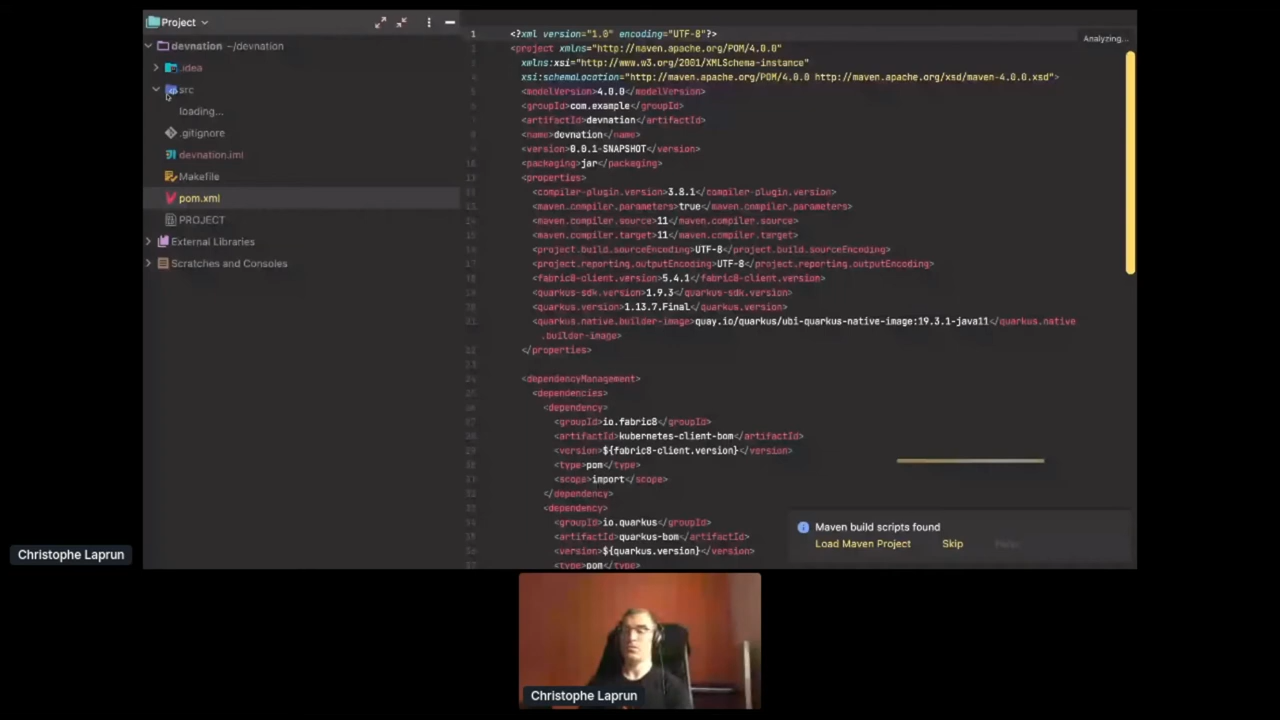 Project
devnation ~/devnation
.idea
src
loading...
.gitignore
devnation.iml
Makefile
pom.xml
PROJECT
External Libraries
Scratches and Consoles
1 <?xml version="1.0" encoding="UTF-8"?>
<project xmlns="http://maven.apache.org/POM/4.0.0"
xmlns:xsi="http://www.w3.org/2001/XMLSchema-instance"
xsi:schemaLocation="http://maven.apache.org/POM/4.0.0 http://maven.apache.org/xsd/maven-4.0.0.xsd">
<modelVersion>4.0.0</modelVersion>
<groupId>com.example</groupId>
<artifactId>devnation</artifactId>
<name>devnation</name>
<version>0.0.1-SNAPSHOT</version>
<packaging>jar</packaging>
<properties>
<compiler-plugin.version>3.8.1</compiler-plugin.version>
<maven.compiler.parameters>true</maven.compiler.parameters>
<maven.compiler.source>11</maven.compiler.source>
<maven.compiler.target>11</maven.compiler.target>
<project.build.sourceEncoding>UTF-8</project.build.sourceEncoding>
<project.reporting.outputEncoding>UTF-8</project.reporting.outputEncoding>
<fabric8-client.version>5.4.1</fabric8-client.version>
<quarkus-sdk.version>1.9.3</quarkus-sdk.version>
<quarkus.version>1.13.7.Final</quarkus.version>
<quarkus.native.builder-image>quay.io/quarkus/ubi-quarkus-native-image:19.3.1-java11</quarkus.native
.builder-image>
</properties>
<dependencyManagement>
<dependencies>
<dependency>
<groupId>io.fabric8</groupId>
<artifactId>kubernetes-client-bom</artifactId>
<version>${fabric8-client.version}</version>
<type>pom</type>
<scope>import</scope>
</dependency>
<dependency>
<groupId>io.quarkus</groupId>
<artifactId>quarkus-bom</artifactId>
<version>${quarkus.version}</version>
<type>pom</type>
Analyzing...
Maven build scripts found
Load Maven Project Skip
Christophe Laprun
Christophe Laprun